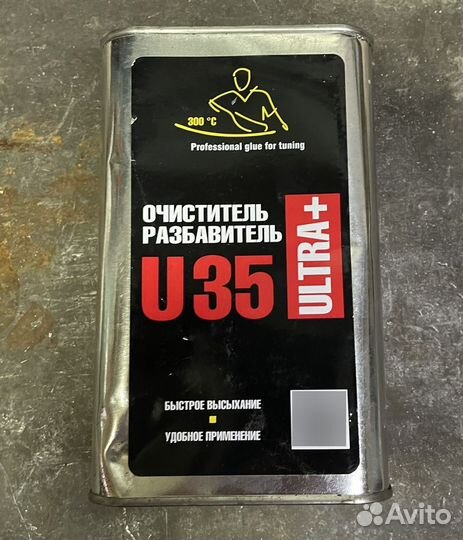 300 °C
Professional glue for tuning
ОЧИСТИТЕЛЬ
РАЗБАВИТЕЛЬ
U 35
ULTRA+
БЫСТРОЕ ВЫСЫХАНИЕ
УДОБНОЕ ПРИМЕНЕНИЕ
Avito